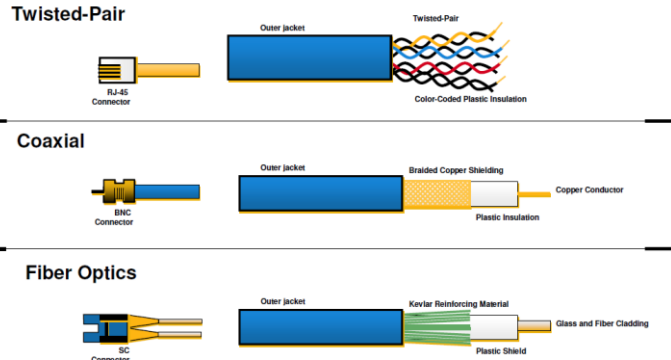 Twisted-Pair
Outer jacket
Twisted-Pair
RJ-45
Connector
Color-Coded Plastic Insulation
Coaxial
Outer jacket
Braided Copper Shielding
Copper Conductor
BNC
Connector
Plastic Insulation
Fiber Optics
Outer jacket
Kevlar Reinforcing Material
Glass and Fiber Cladding
SC
Connector
Plastic Shield